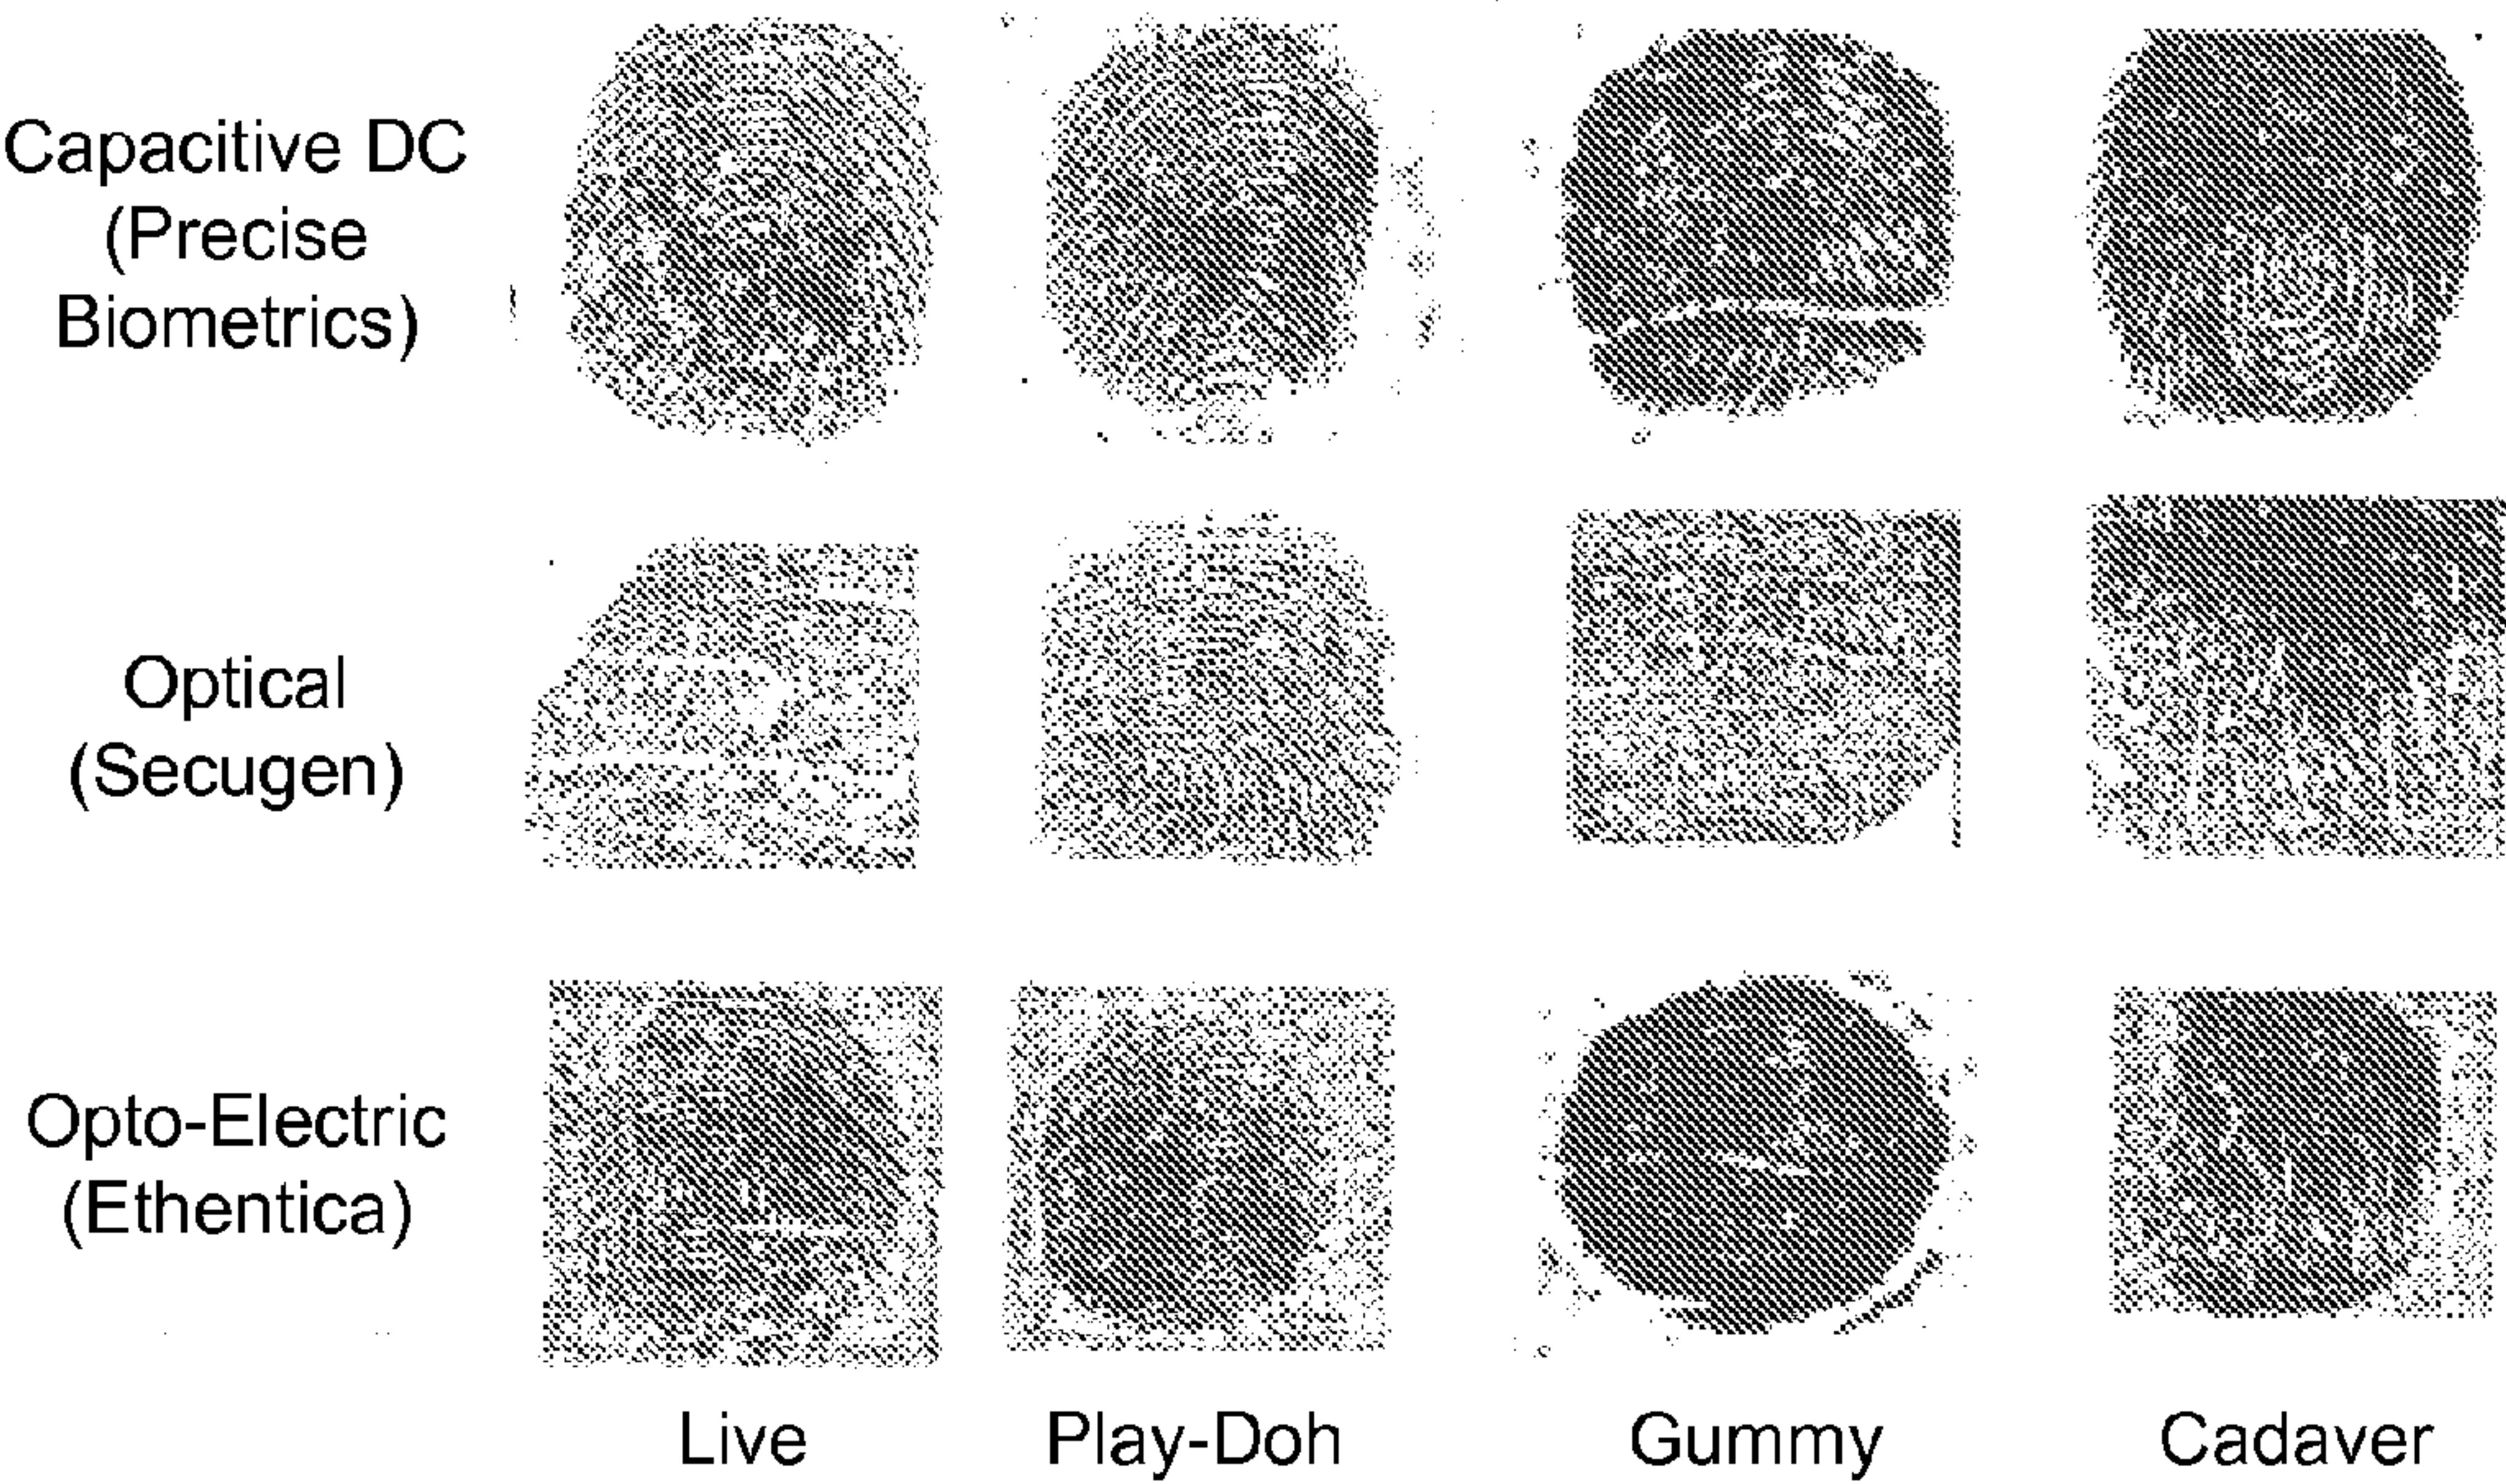 Capacitive DC
(Precise
Biometrics)
Optical
(Secugen)
Opto-Electric
(Ethentica)
Live
Play-Doh
Gummy
Cadaver